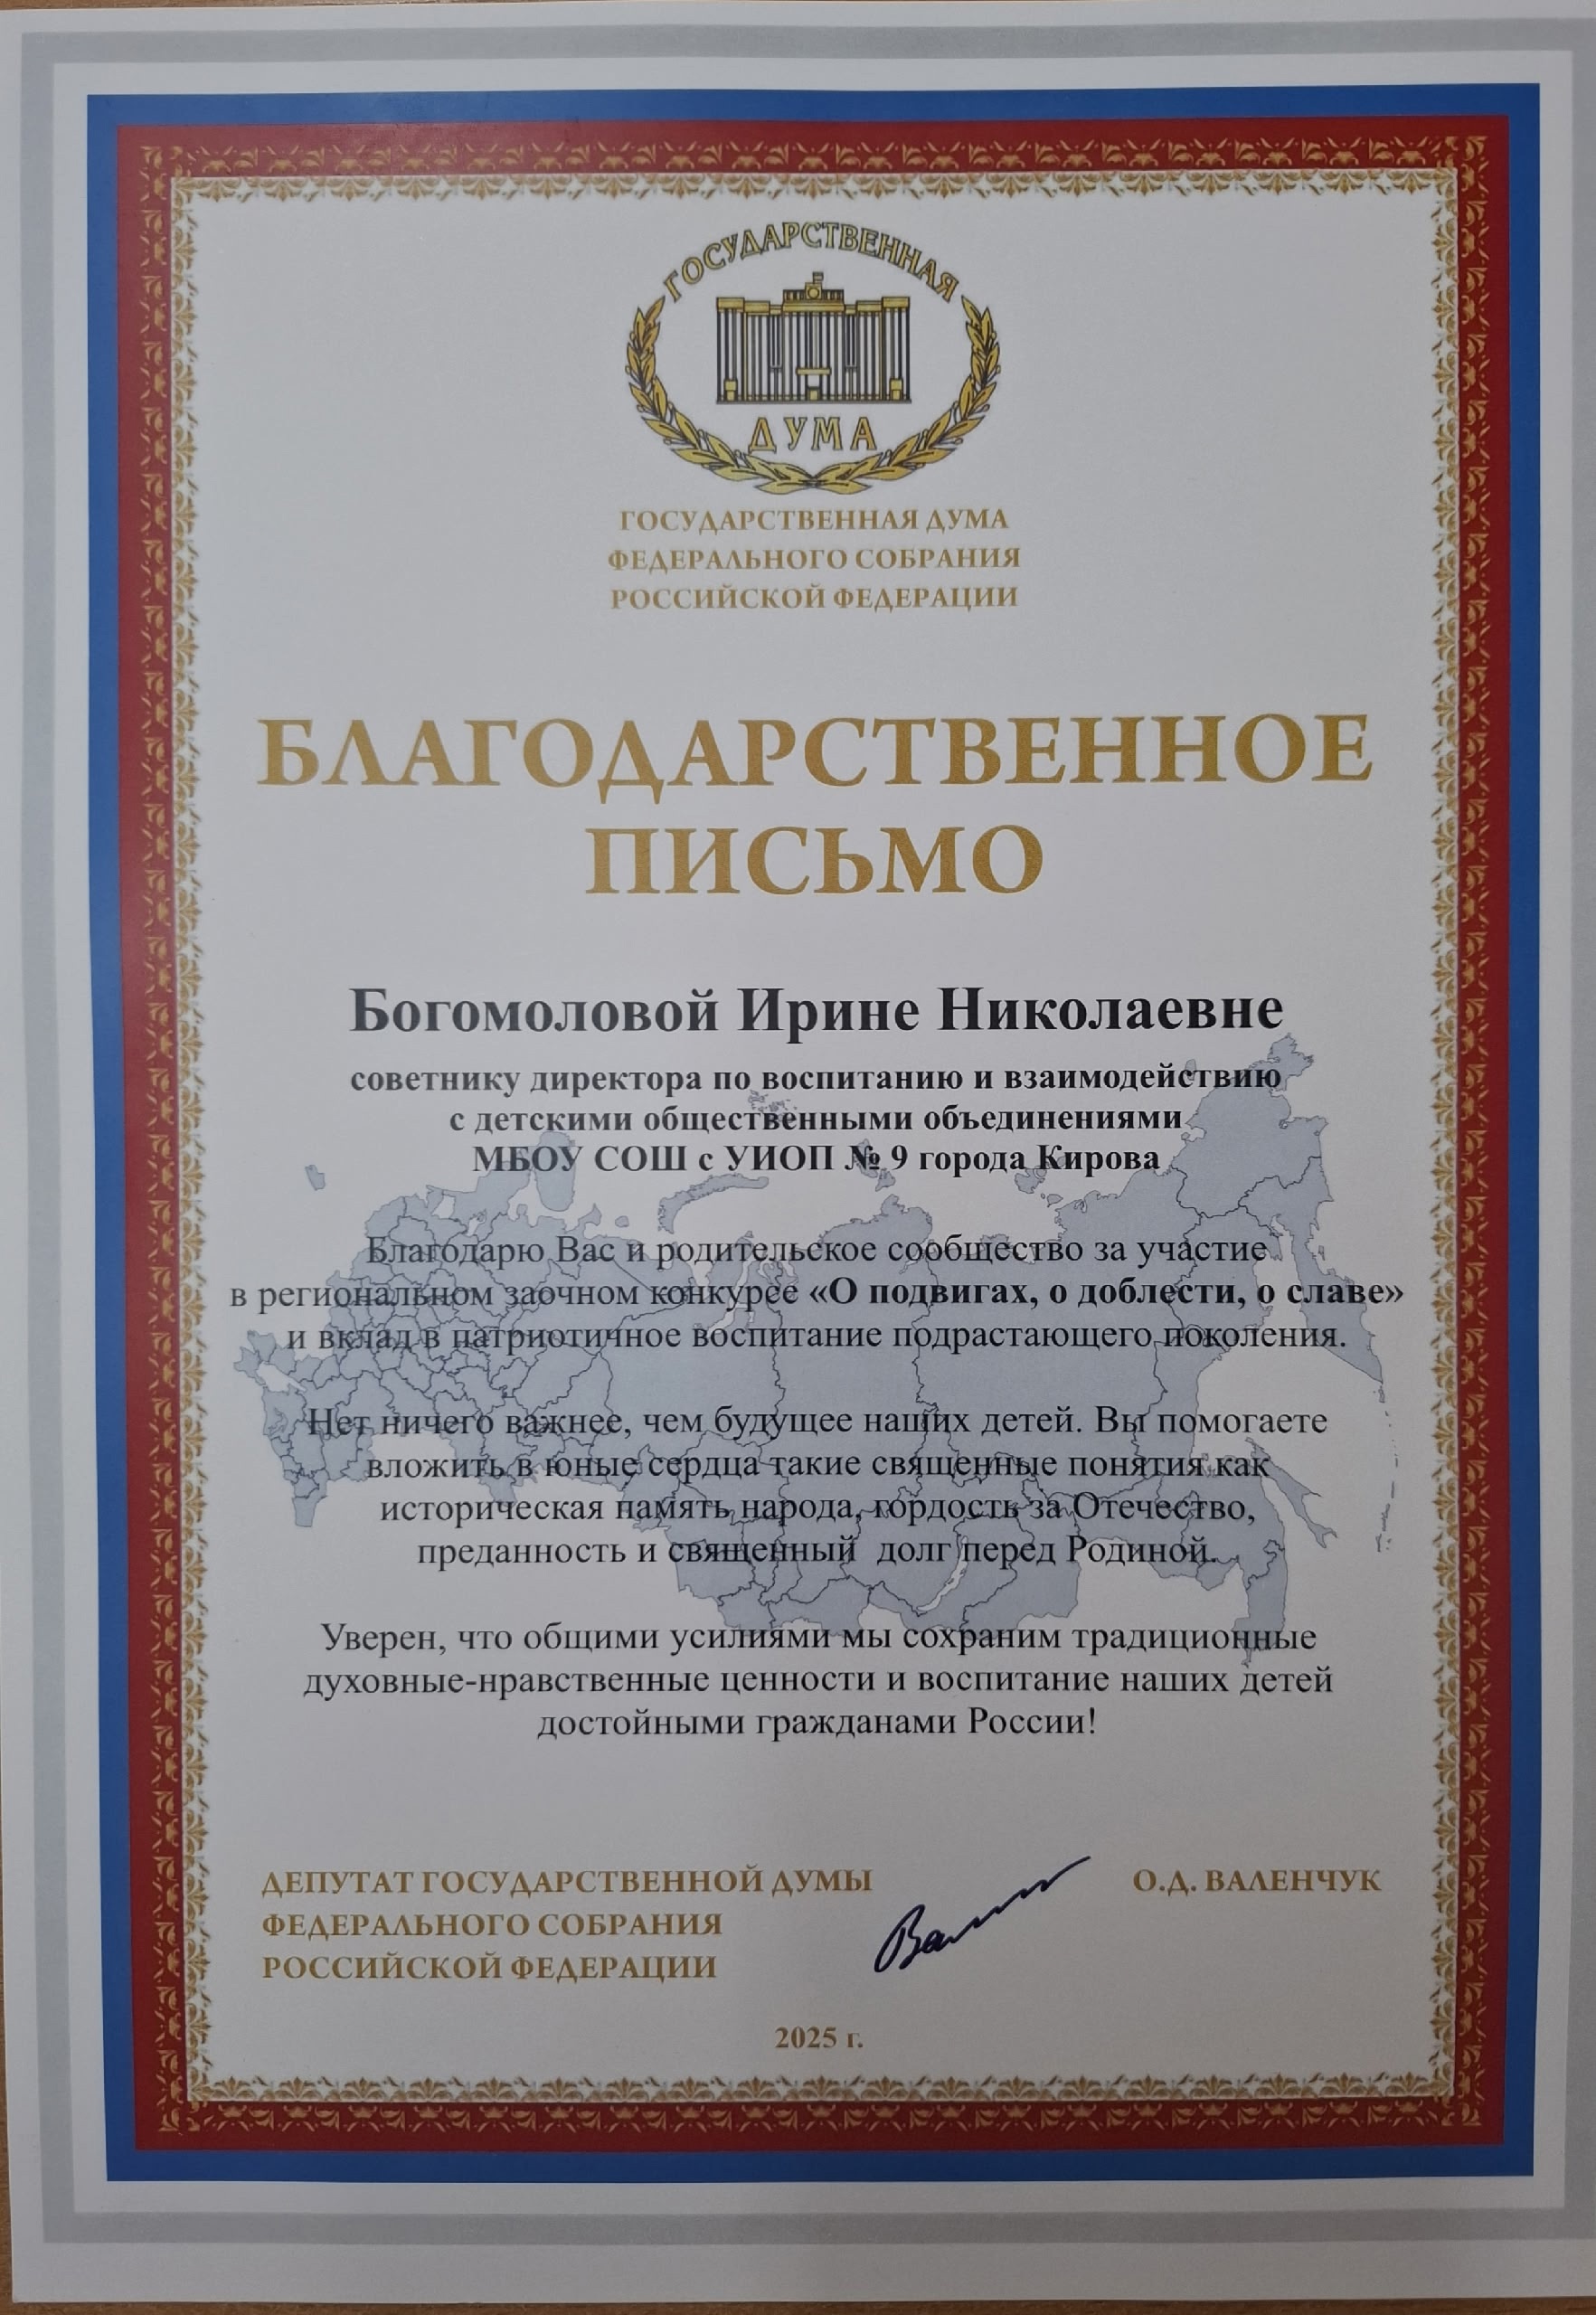 ГОСУДАРСТВЕННАЯ
ДУМА
ГОСУДАРСТВЕННАЯ ДУМА
ФЕДЕРАЛЬНОГО СОБРАНИЯ
РОССИЙСКОЙ ФЕДЕРАЦИИ
БЛАГОДАРСТВЕННОЕ
ПИСЬМО
Богомоловой Ирине Николаевне
советнику директора по воспитанию и взаимодействию
с детскими общественными объединениями
МБОУ СОШ с УИОП № 9 города Кирова
Благодарю Вас и родительское сообщество за участие
в региональном заочном конкурсе «О подвигах, о доблести, о славе»
и вклад в патриотичное воспитание подрастающего поколения.
Нет ничего важнее, чем будущее наших детей. Вы помогаете
вложить в юные сердца такие священные понятия как
историческая память народа, гордость за Отечество,
преданность и священный долг перед Родиной.
Уверен, что общими усилиями мы сохраним традиционные
духовные-нравственные ценности и воспитание наших детей
достойными гражданами России!
ДЕПУТАТ ГОСУДАРСТВЕННОЙ ДУМЫ
ФЕДЕРАЛЬНОГО СОБРАНИЯ
РОССИЙСКОЙ ФЕДЕРАЦИИ
О.Д. ВАЛЕНЧУК
2025 г.